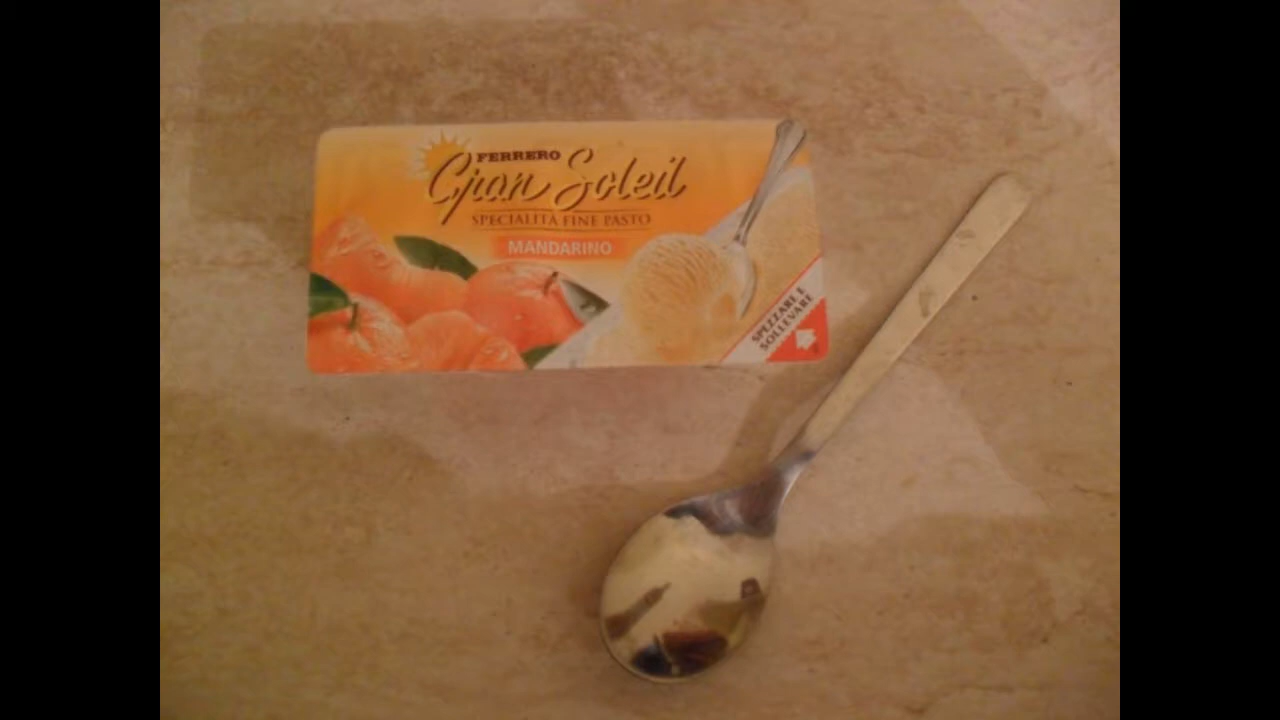 FERRERO
Gran Soleil
SPECIALITÀ FINE PASTO
MANDARINO
SPEZZARE E
SOLLEVARE